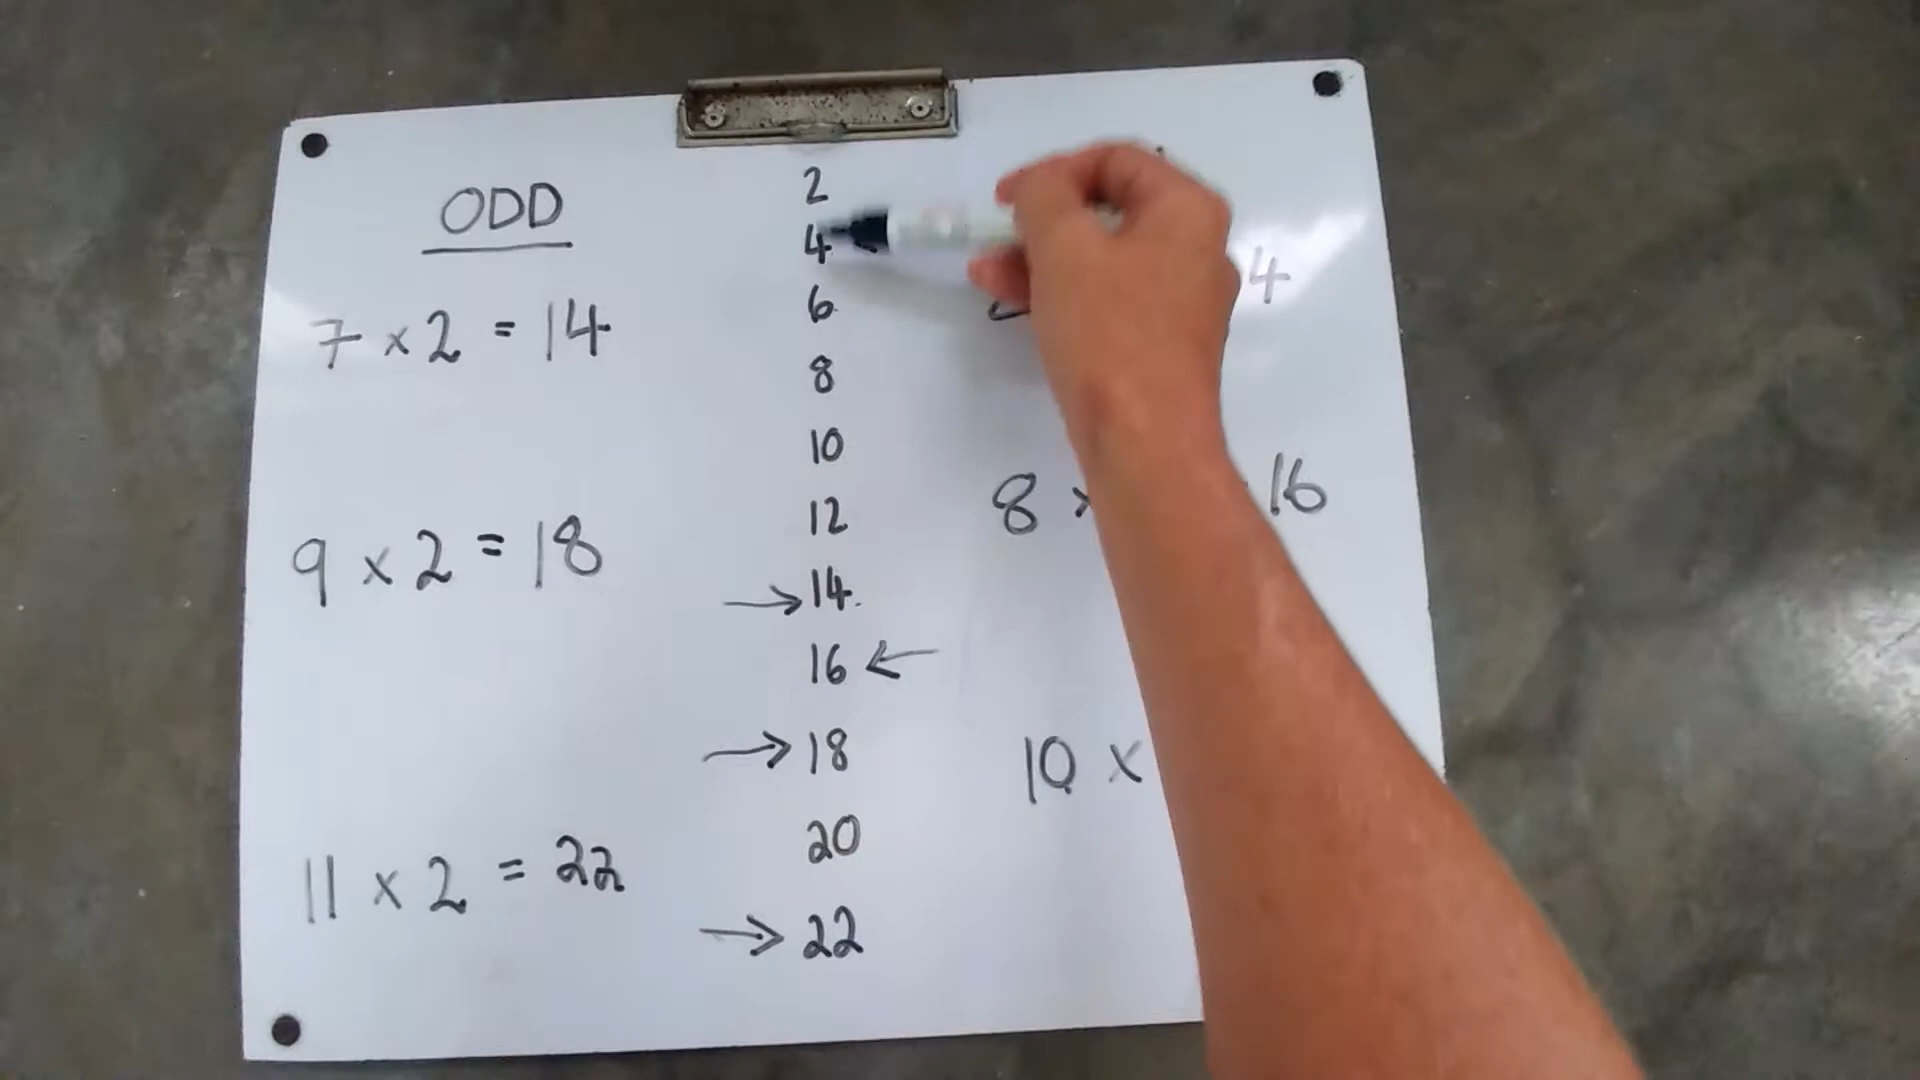 ODD
7 x 2 = 14
9 x 2 = 18
11 x 2 = 22
2
4
6
8
10
12
→ 14
16 ←
→ 18
20
→ 22
4
8 x 16
10 x